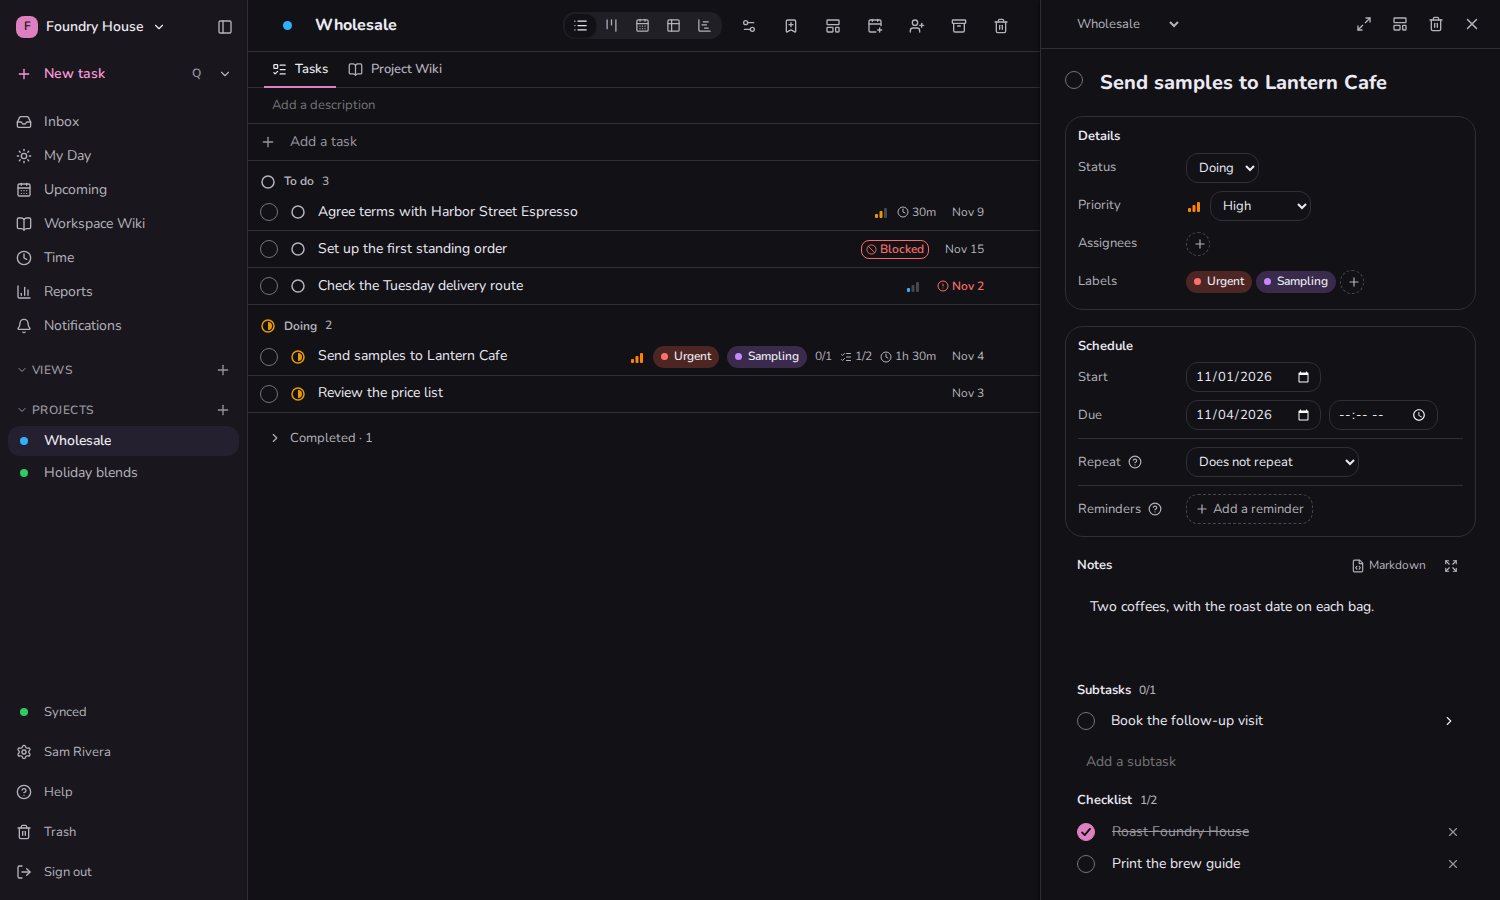 F Foundry House
New task Q
Inbox
My Day
Upcoming
Workspace Wiki
Time
Reports
Notifications
VIEWS
PROJECTS
Wholesale
Holiday blends
Synced
Sam Rivera
Help
Trash
Sign out
Wholesale
Tasks Project Wiki
Add a description
Add a task
To do 3
Agree terms with Harbor Street Espresso 30m Nov 9
Set up the first standing order Blocked Nov 15
Check the Tuesday delivery route Nov 2
Doing 2
Send samples to Lantern Cafe Urgent Sampling 0/1 1/2 1h 30m Nov 4
Review the price list Nov 3
Completed · 1
Wholesale
Send samples to Lantern Cafe
Details
Status Doing
Priority High
Assignees
Labels Urgent Sampling
Schedule
Start 11/01/2026
Due 11/04/2026 --:-- --
Repeat Does not repeat
Reminders Add a reminder
Notes Markdown
Two coffees, with the roast date on each bag.
Subtasks 0/1
Book the follow-up visit
Add a subtask
Checklist 1/2
Roast Foundry House
Print the brew guide